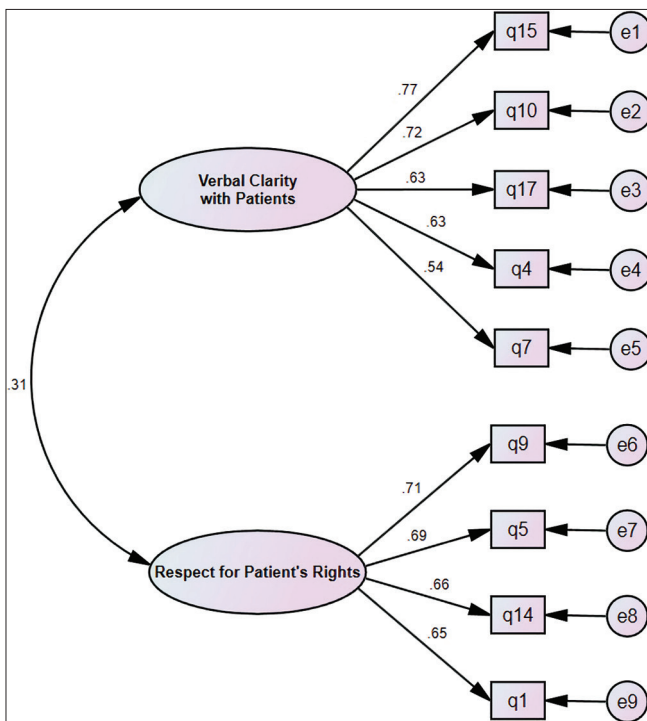 q15
e1
.77
q10
e2
.72
Verbal Clarity
with Patients
.63
q17
e3
.63
q4
e4
.54
q7
e5
.31
q9
e6
.71
q5
e7
.69
Respect for Patient's Rights
.66
q14
e8
.65
q1
e9